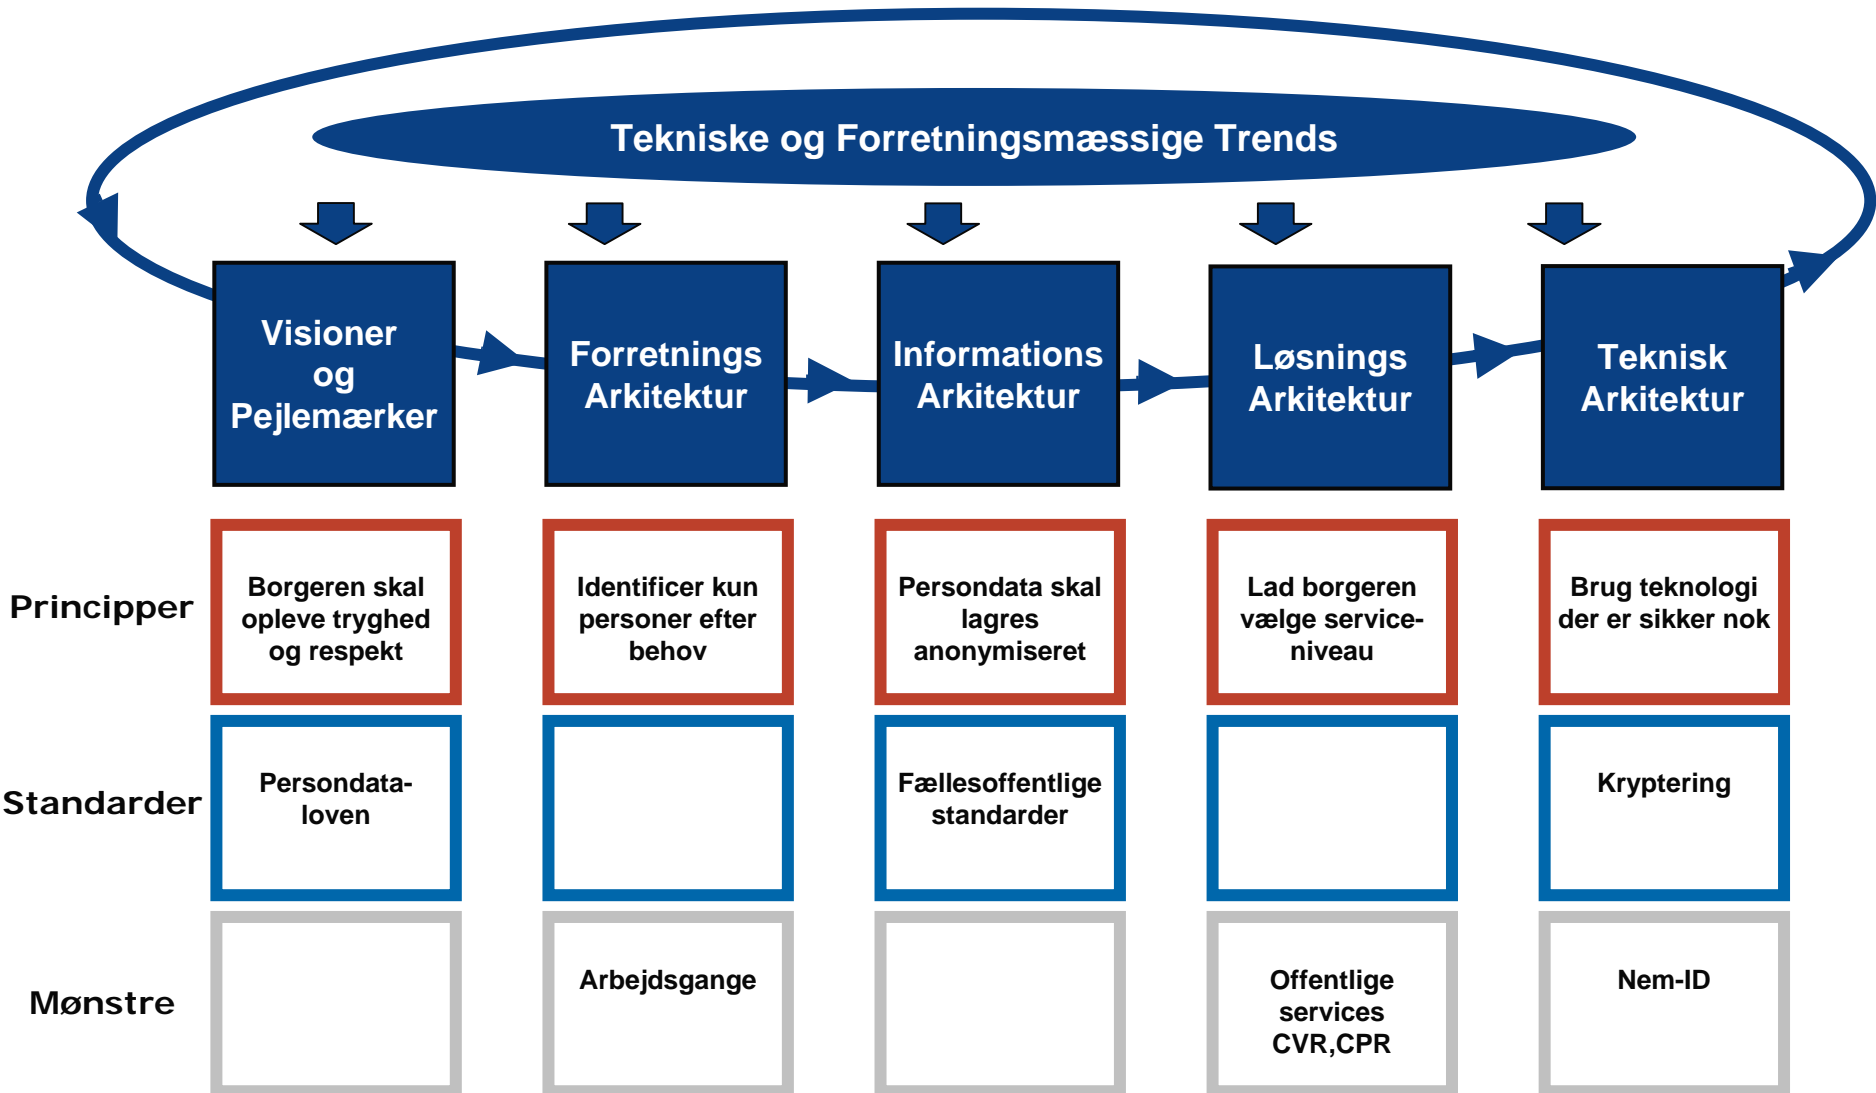 Tekniske og Forretningsmæssige Trends
Visioner
og
Pejlemærker
Forretnings
Arkitektur
Informations
Arkitektur
Løsnings
Arkitektur
Teknisk
Arkitektur
Principper
Borgeren skal
opleve tryghed
og respekt
Identificer kun
personer efter
behov
Persondata skal
lagres
anonymiseret
Lad borgeren
vælge service-
niveau
Brug teknologi
der er sikker nok
Standarder
Persondata-
loven
Fællesoffentlige
standarder
Kryptering
Mønstre
Arbejdsgange
Offentlige
services
CVR,CPR
Nem-ID